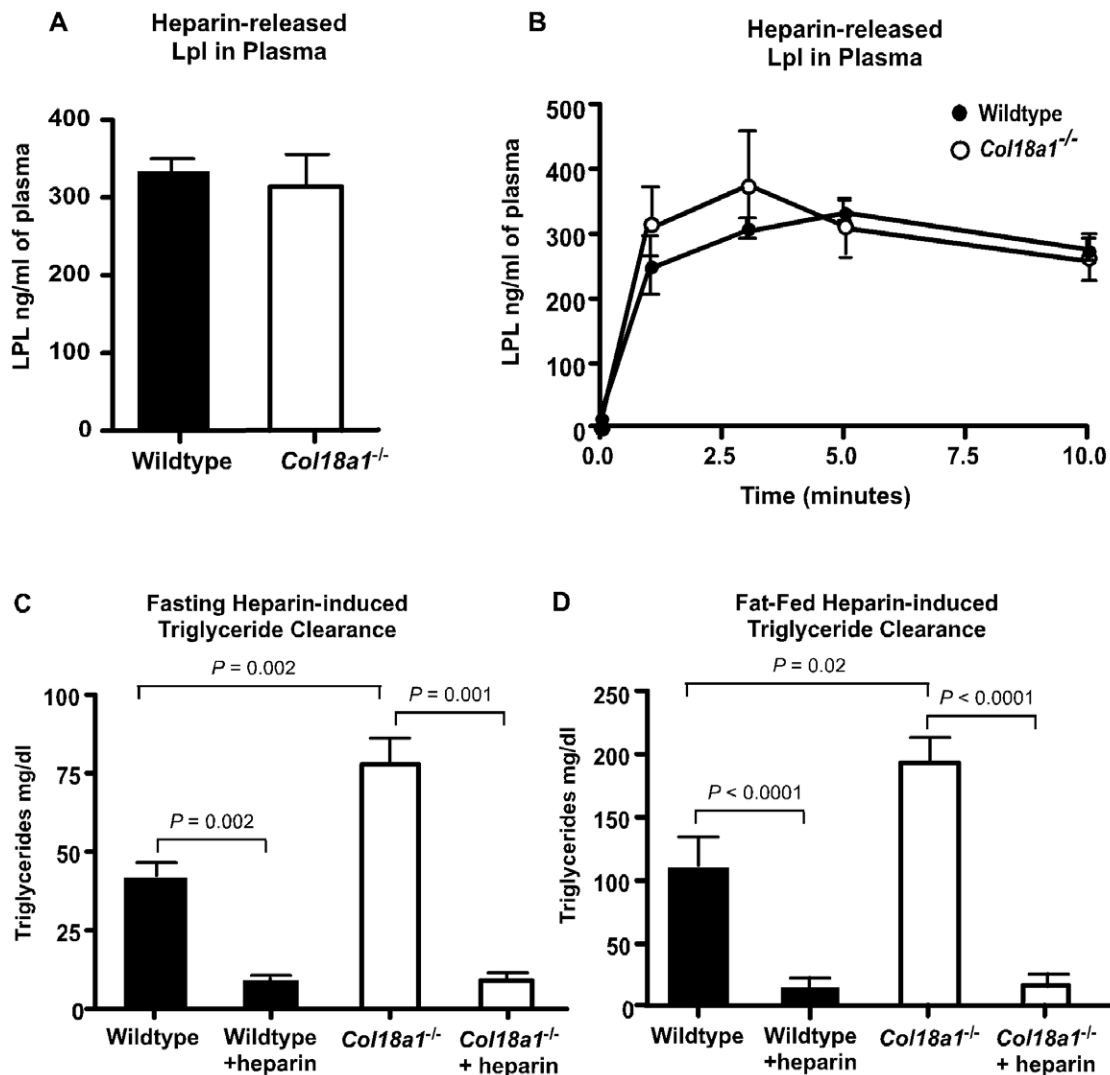 A
Heparin-released
Lpl in Plasma
LPL ng/ml of plasma
400
300
300
100
0
Wildtype
Col18a1-/-
B
Heparin-released
Lpl in Plasma
LPL ng/ml of plasma
500
400
300
200
300
0
0.0
2.5
5.0
7.5
10.0
Time (minutes)
Wildtype
Col18a1-/-
C
Fasting Heparin-induced
Triglyceride Clearance
P = 0.002
P = 0.001
P = 0.002
Triglycerides mg/dl
100
75
50
25
0
Wildtype
Wildtype
+heparin
Col18a1-/-
Col18a1-/-
+ heparin
D
Fat-Fed Heparin-induced
Triglyceride Clearance
P = 0.02
P < 0.0001
P < 0.0001
Triglycerides mg/dl
250
200
150
100
50
0
Wildtype
Wildtype
+heparin
Col18a1-/-
Col18a1-/-
+ heparin